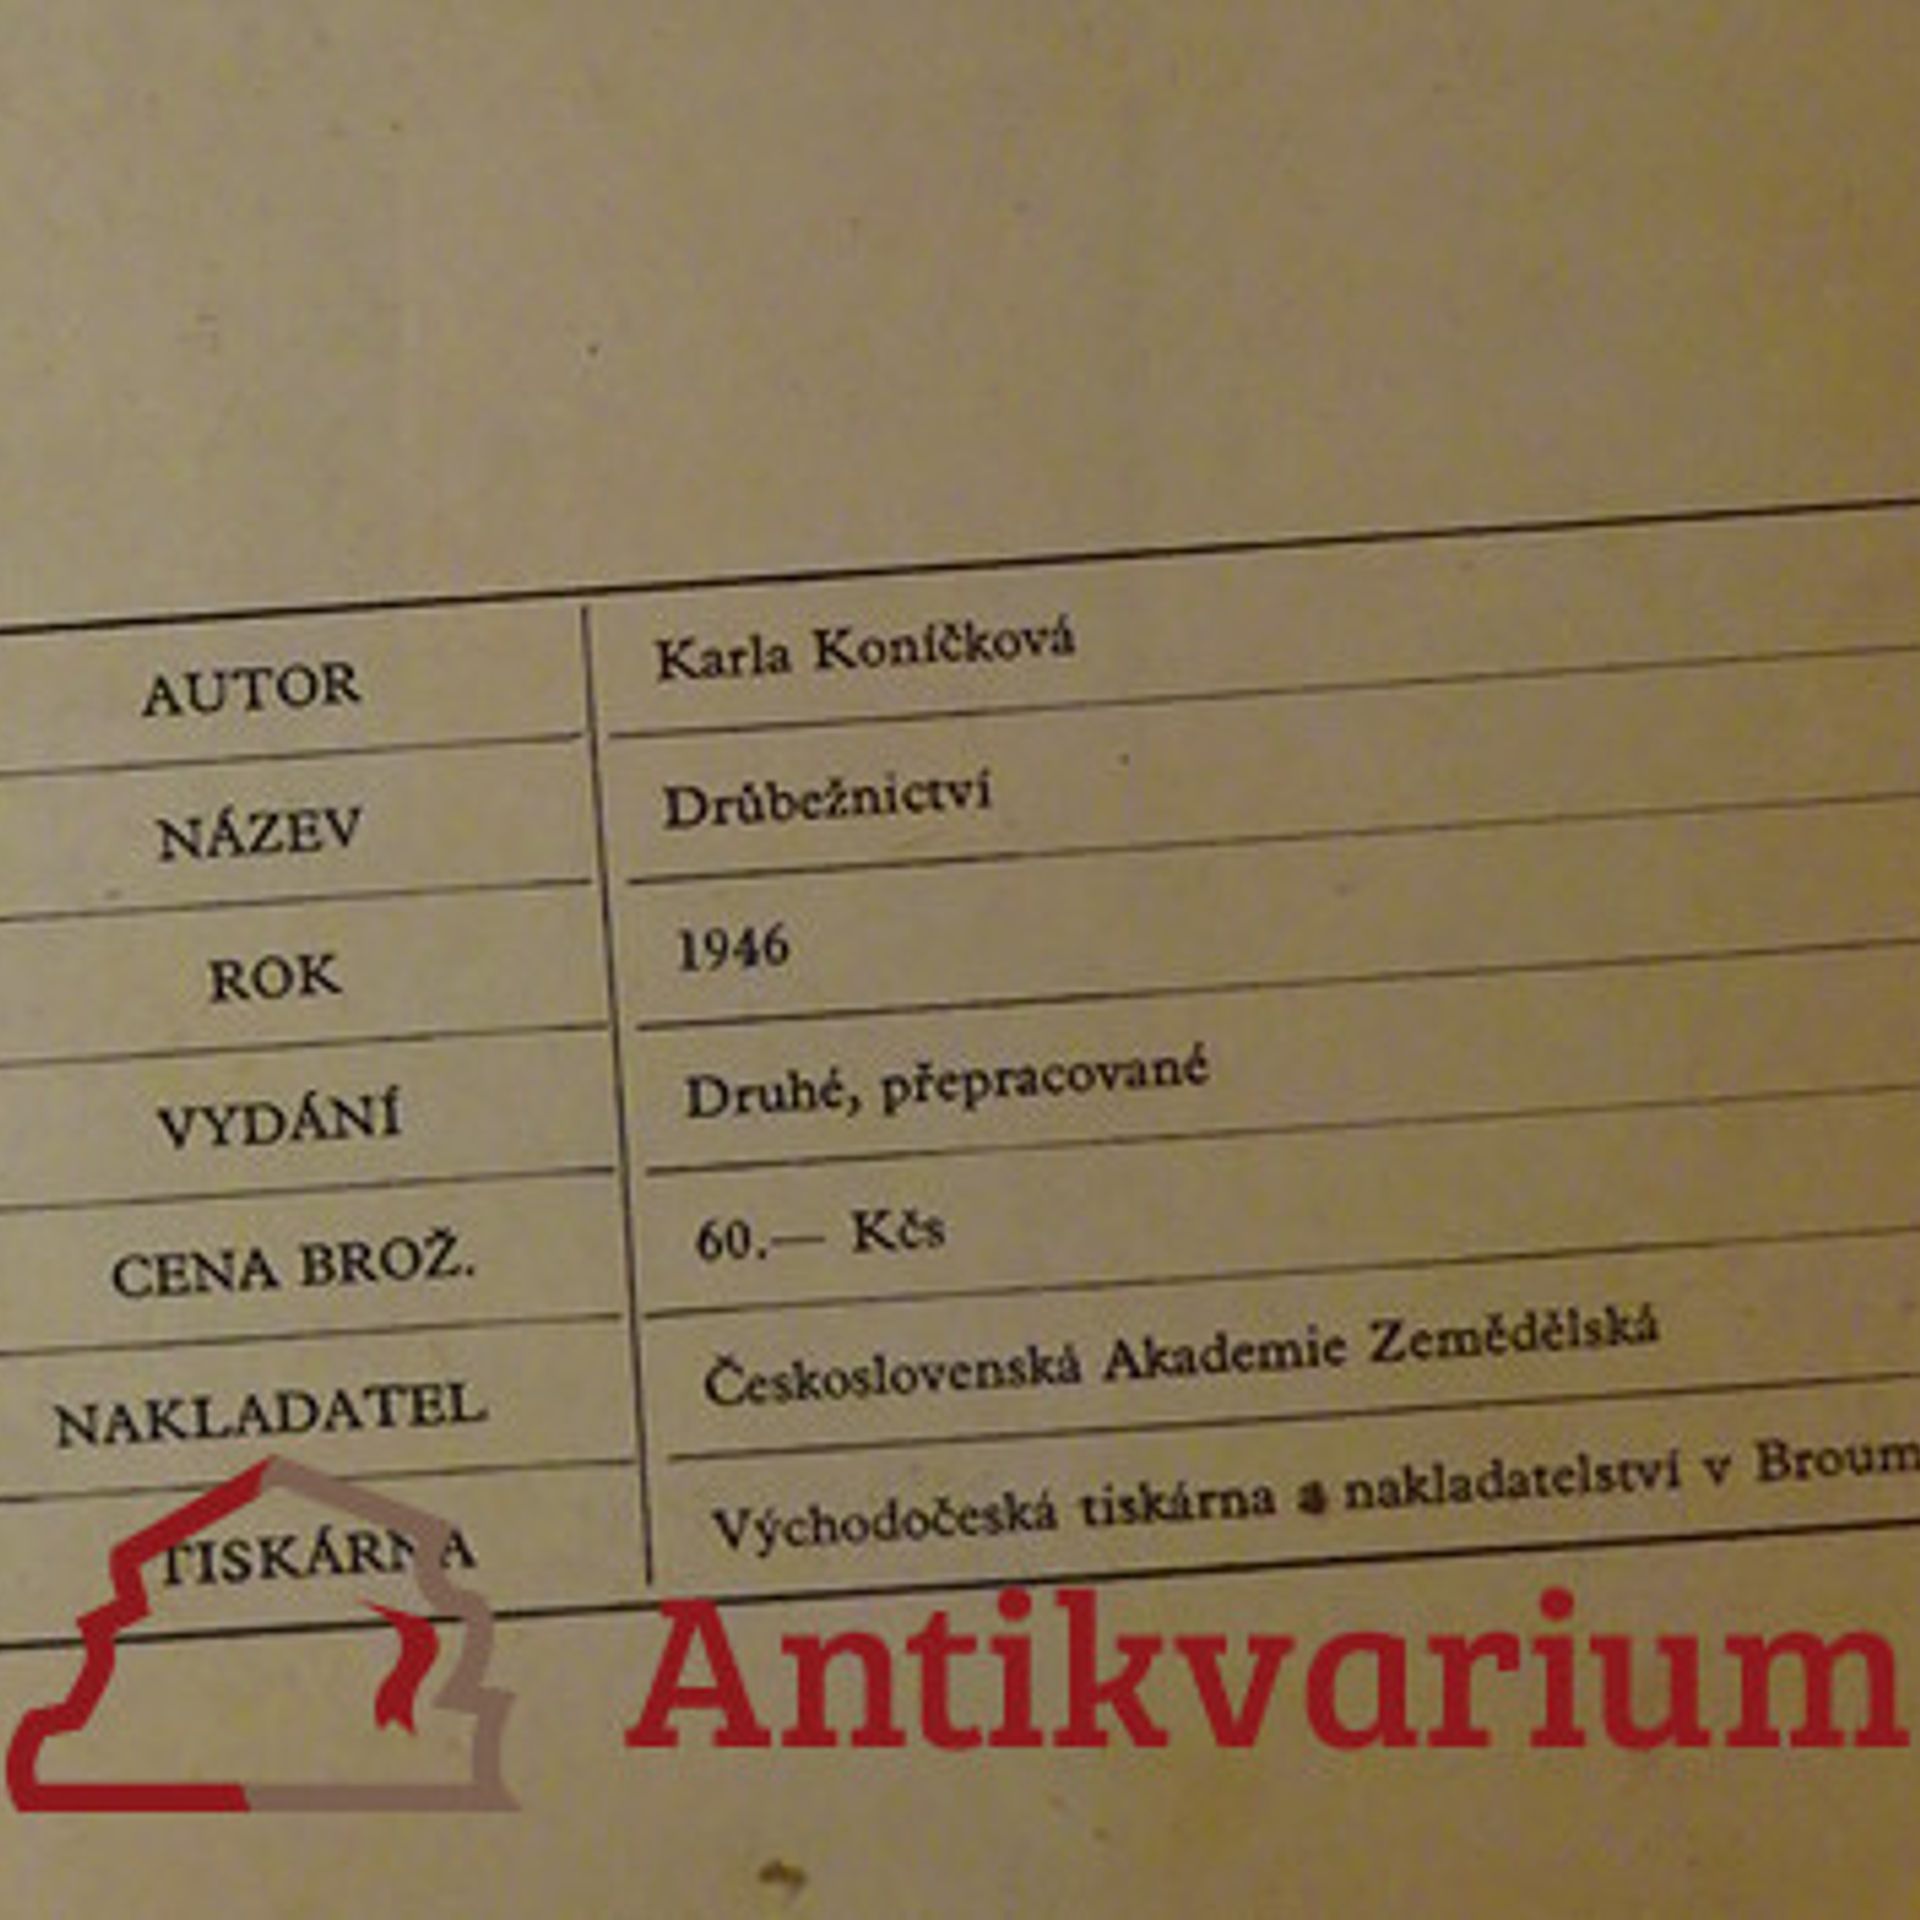 AUTOR Karla Koníčková
NÁZEV Drůbežnictví
ROK 1946
VYDÁNÍ Druhé, přepracované
CENA BROŽ. 60.— Kčs
NAKLADATEL Československá Akademie Zemědělská
TISKÁRNA Východočeská tiskárna a nakladatelství v Broum
Antikvarium